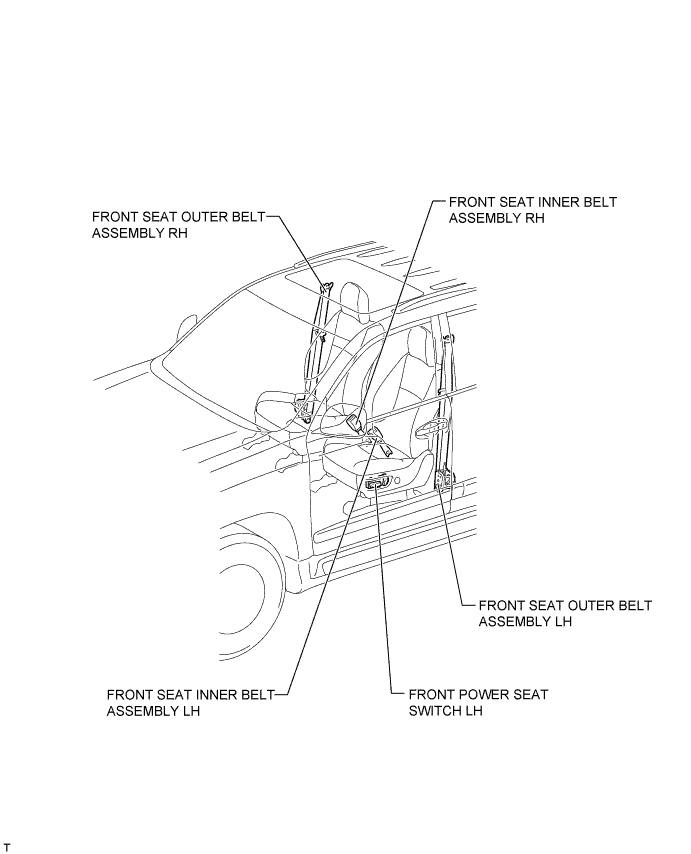 FRONT SEAT INNER BELT
ASSEMBLY RH
FRONT SEAT OUTER BELT
ASSEMBLY RH
FRONT SEAT OUTER BELT
ASSEMBLY LH
FRONT SEAT INNER BELT
ASSEMBLY LH
FRONT POWER SEAT
SWITCH LH
T